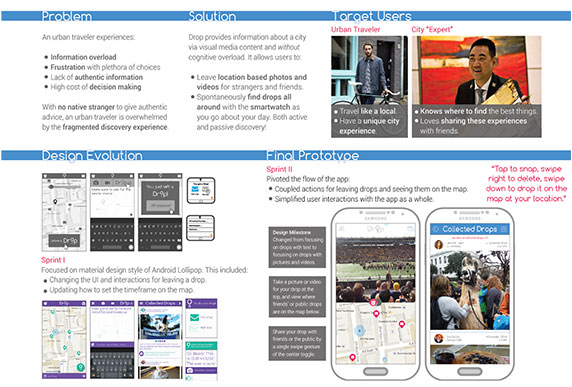 Problem
An urban traveler experiences:
Information overload
Frustration with plethora of choices
Lack of authentic information
High cost of decision making
With no native stranger to give authentic
advice, an urban traveler is overwhelmed
by the fragmented discovery experience.
Solution
Drop provides information about a city
via visual media content and without
cognitive overload. It allows users to:
Leave location based photos and
videos for strangers and friends.
Spontaneously find drops all
around with the smartwatch as
you go about your day. Both active
and passive discovery!
Target Users
Urban Traveler
Travel like a local.
Have a unique city
experience.
City “Expert”
Knows where to find the best things.
Loves sharing these experiences
with friends.
Design Evolution
You just left a
Sprint I
Focused on material design style of Android Lollipop. This included:
Changing the UI and interactions for leaving a drop.
Updating how to set the timeframe on the map.
Final Prototype
Sprint II
Pivoted the flow of the app:
Coupled actions for leaving drops and seeing them on the map.
Simplified user interactions with the app as a whole.
“Tap to snap, swipe
right to delete, swipe
down to drop it on the
map at your location.”
Design Milestone
Changed from focusing
on drops with text to
focusing on drops with
pictures and videos.
Take a picture or video
for your drop at the
top, and view where
friends' or public drops
are on the map below.
Share your drop with
friends or the public by
a single swipe gesture
of the center toggle.
SAMSUNG
SAMSUNG
Collected Drops